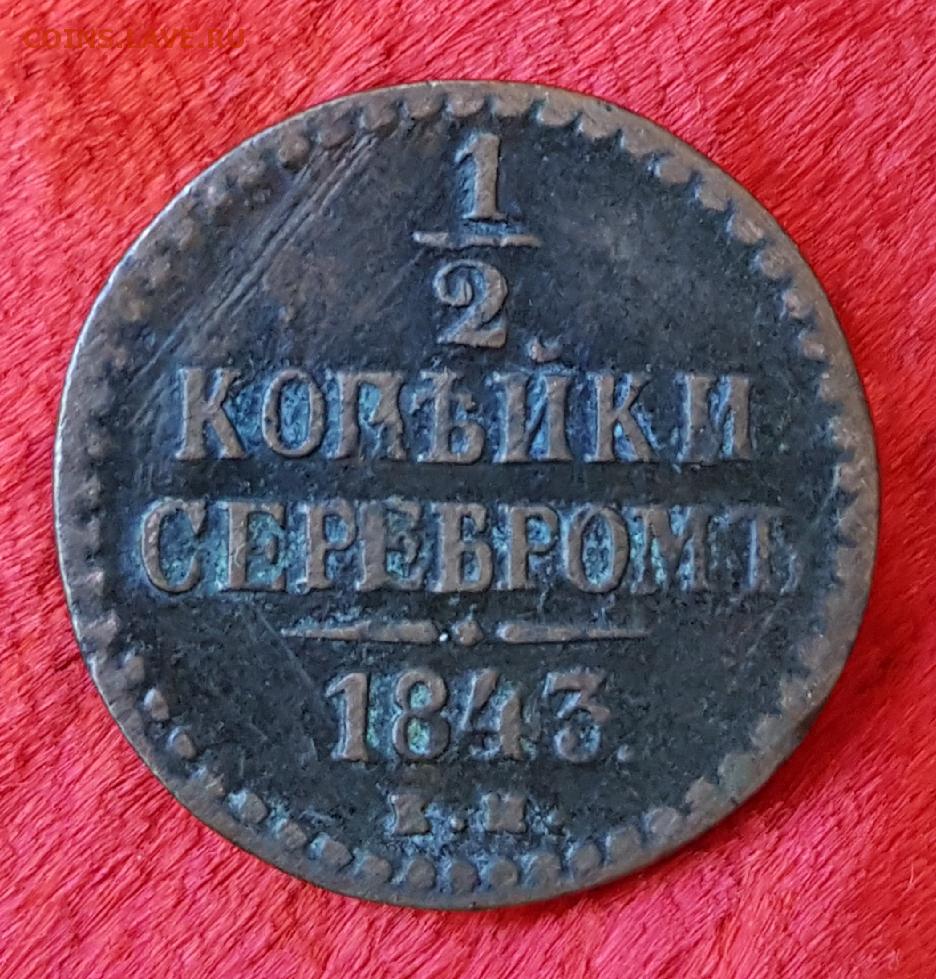 COINS.LAVE.RU
1
2
КОПѢЙКИ
СЕРЕБРОМЪ
1843.
Е.М.